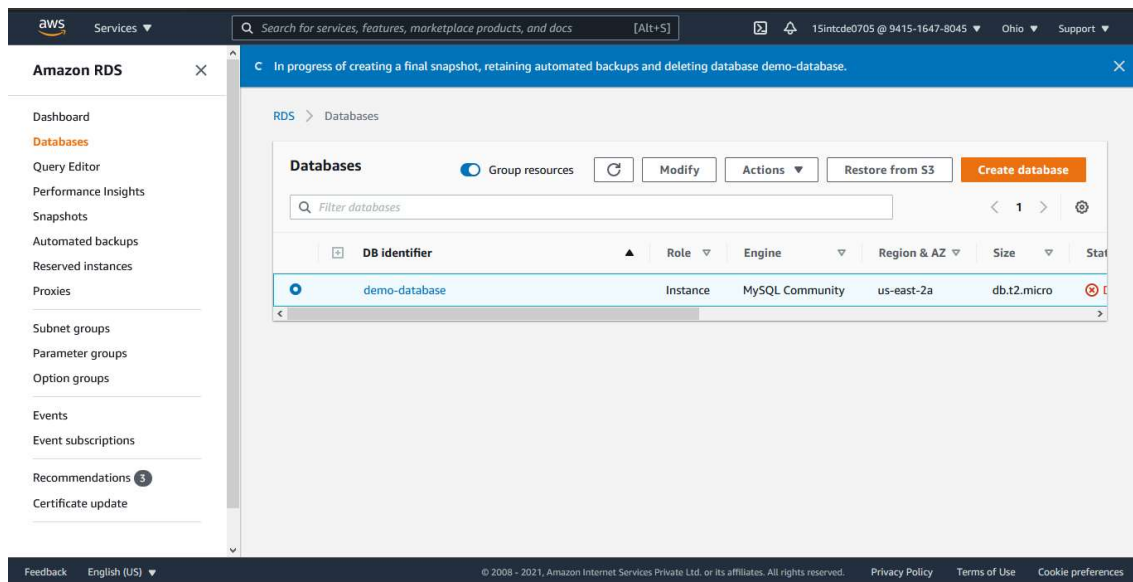 aws
Services ▼
Search for services, features, marketplace products, and docs
[Alt+S]
15intcde0705 @ 9415-1647-8045 ▼
Ohio ▼
Support ▼
Amazon RDS
Dashboard
Databases
Query Editor
Performance Insights
Snapshots
Automated backups
Reserved instances
Proxies
Subnet groups
Parameter groups
Option groups
Events
Event subscriptions
Recommendations 3
Certificate update
In progress of creating a final snapshot, retaining automated backups and deleting database demo-database.
RDS > Databases
Databases
Group resources
Modify
Actions ▼
Restore from S3
Create database
Filter databases
< 1 >
DB identifier ▲ Role Engine Region & AZ Size Stat
demo-database Instance MySQL Community us-east-2a db.t2.micro
Feedback English (US) ▼ © 2008 - 2021, Amazon Internet Services Private Ltd. or its affiliates. All rights reserved. Privacy Policy Terms of Use Cookie preferences